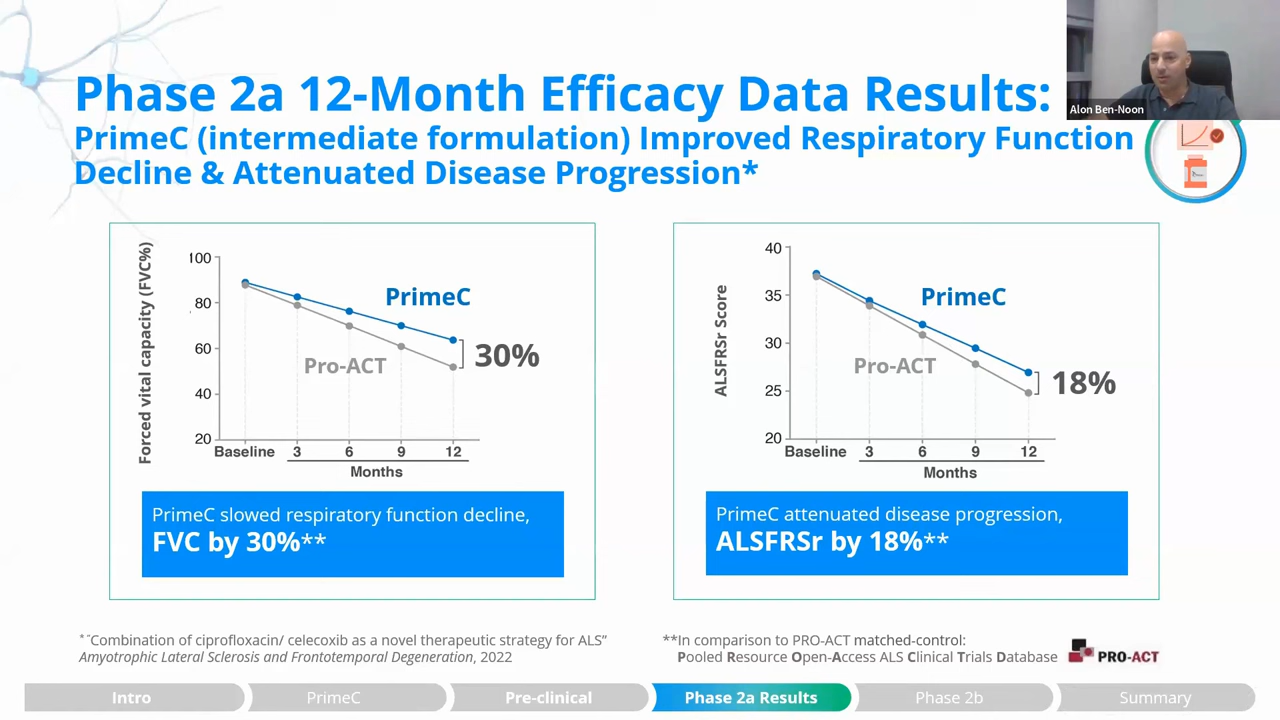 Phase 2a 12-Month Efficacy Data Results:
PrimeC (intermediate formulation) Improved Respiratory Function
Decline & Attenuated Disease Progression*
Alon Ben-Noon
Forced vital capacity (FVC%)
100
80
60
40
20
PrimeC
Pro-ACT
30%
Baseline 3 6 9 12
Months
PrimeC slowed respiratory function decline,
FVC by 30%**
ALSFRSr Score
40
35
30
25
20
PrimeC
Pro-ACT
18%
Baseline 3 6 9 12
Months
PrimeC attenuated disease progression,
ALSFRSr by 18%**
*"Combination of ciprofloxacin/ celecoxib as a novel therapeutic strategy for ALS”
Amyotrophic Lateral Sclerosis and Frontotemporal Degeneration, 2022
**In comparison to PRO-ACT matched-control:
Pooled Resource Open-Access ALS Clinical Trials Database
PRO-ACT
Intro PrimeC Pre-clinical Phase 2a Results Phase 2b Summary